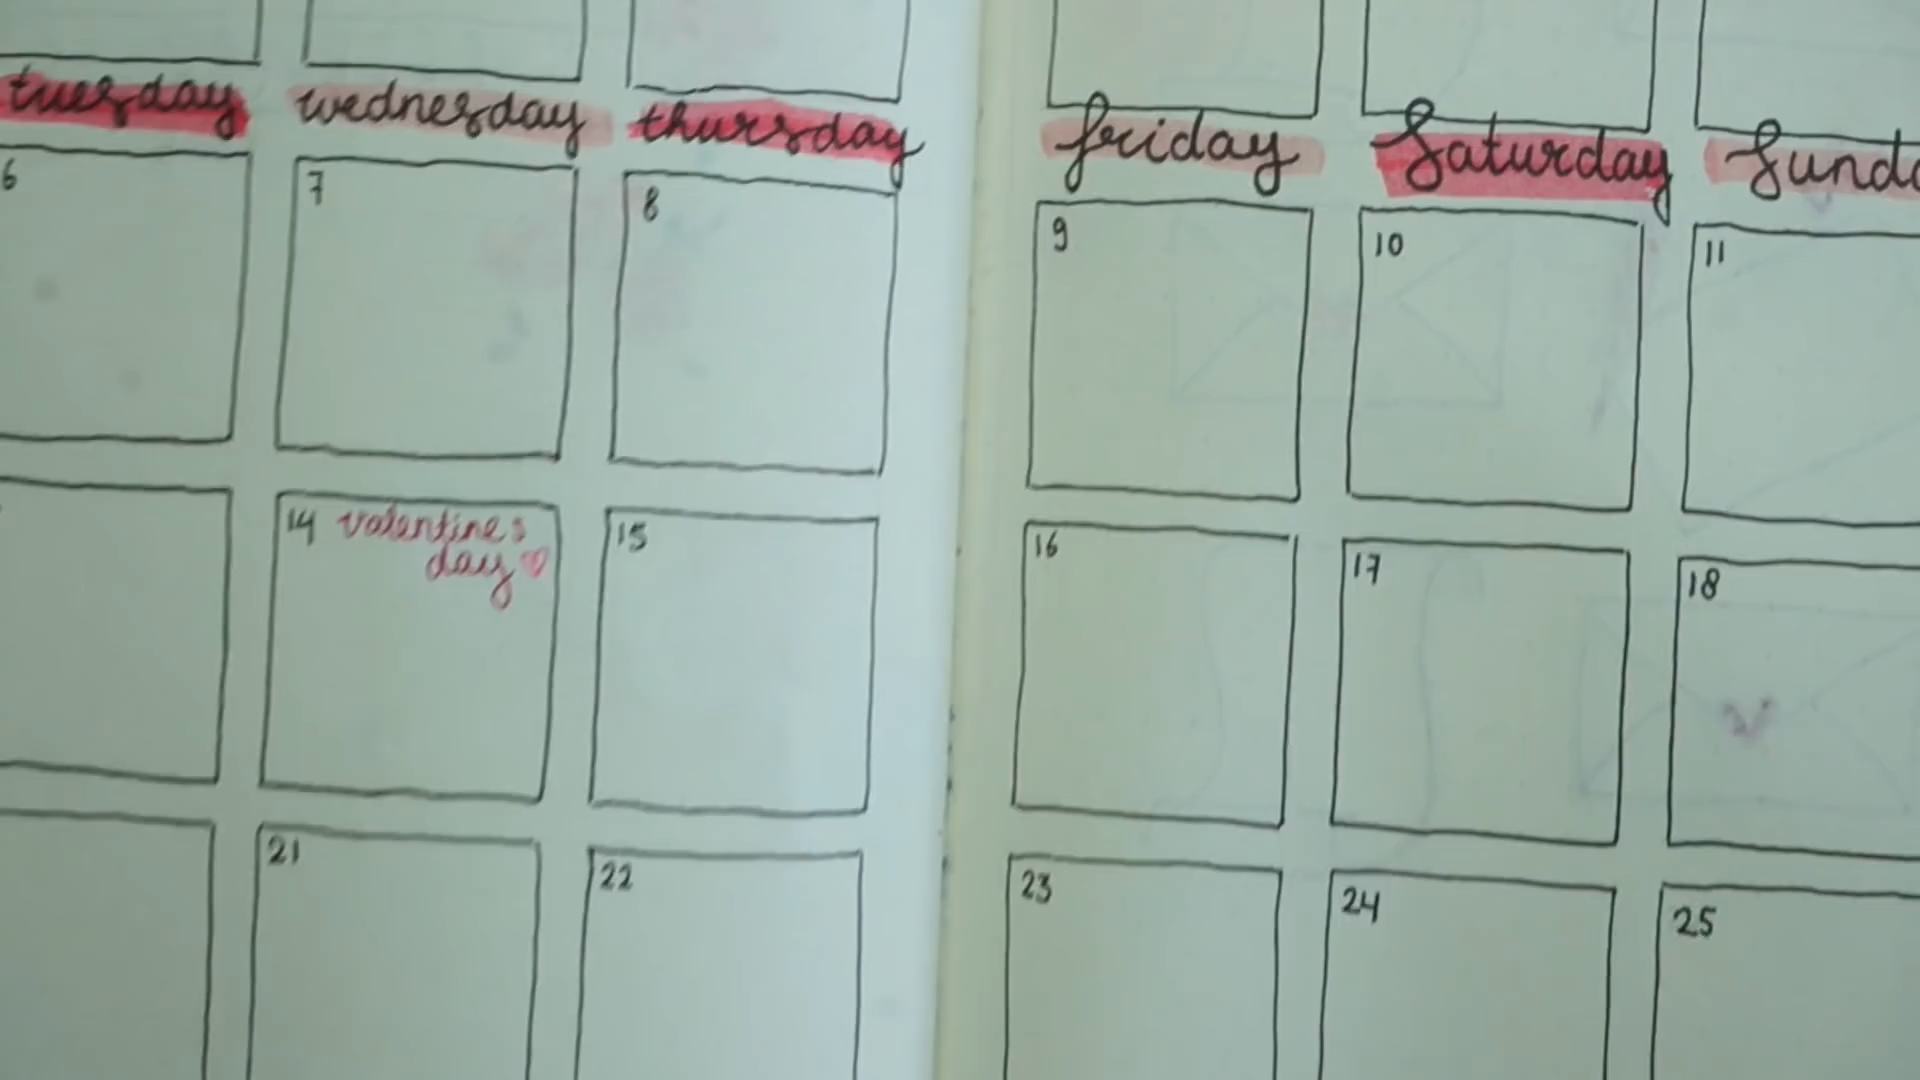 tuesday wednesday thursday friday Saturday
6 7 8 9 10 11
14 valentines
day
15 16 17 18
21 22 23 24 25